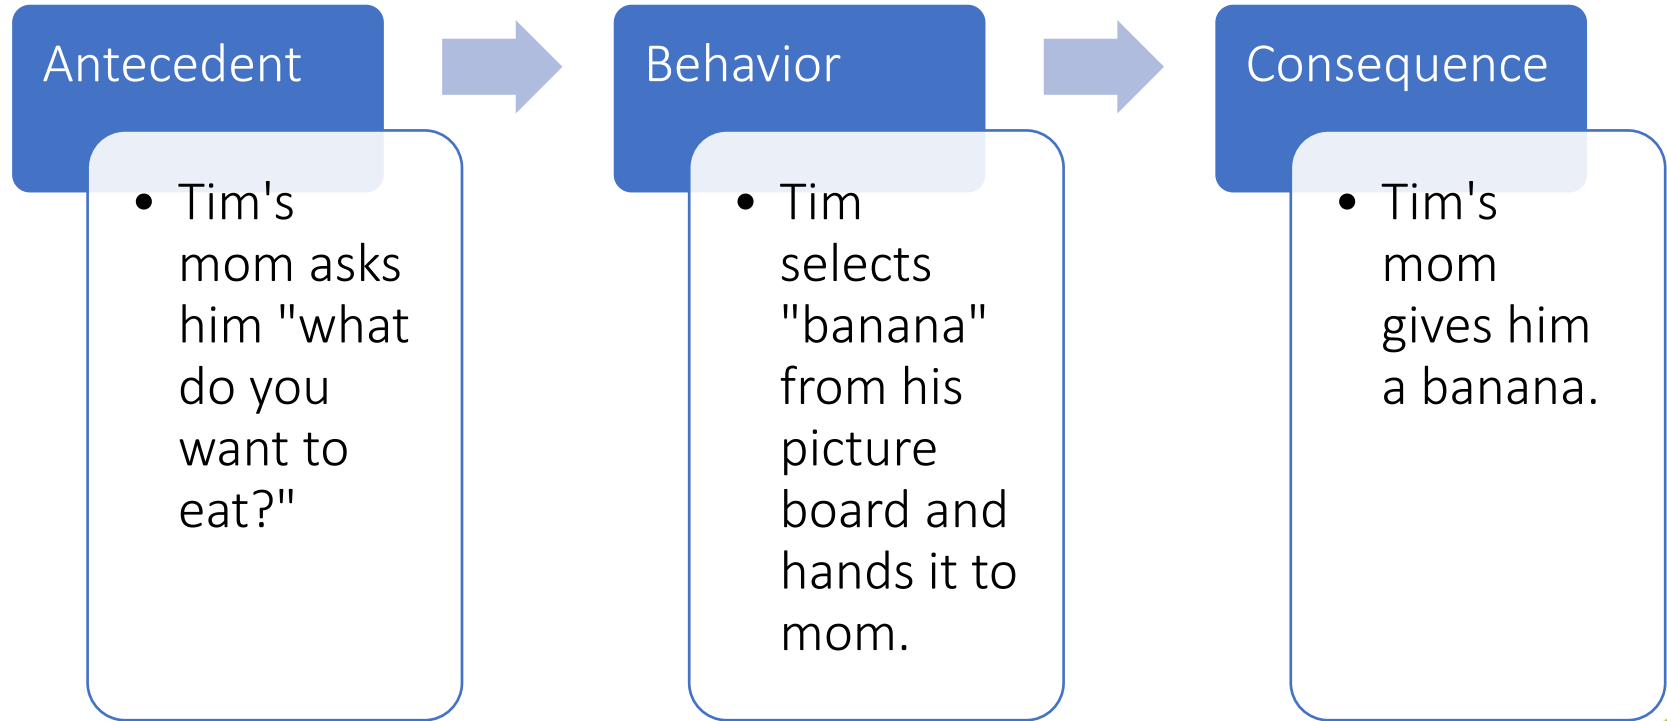 Antecedent
• Tim's
mom asks
him "what
do you
want to
eat?"
Behavior
• Tim
selects
"banana"
from his
picture
board and
hands it to
mom.
Consequence
• Tim's
mom
gives him
a banana.